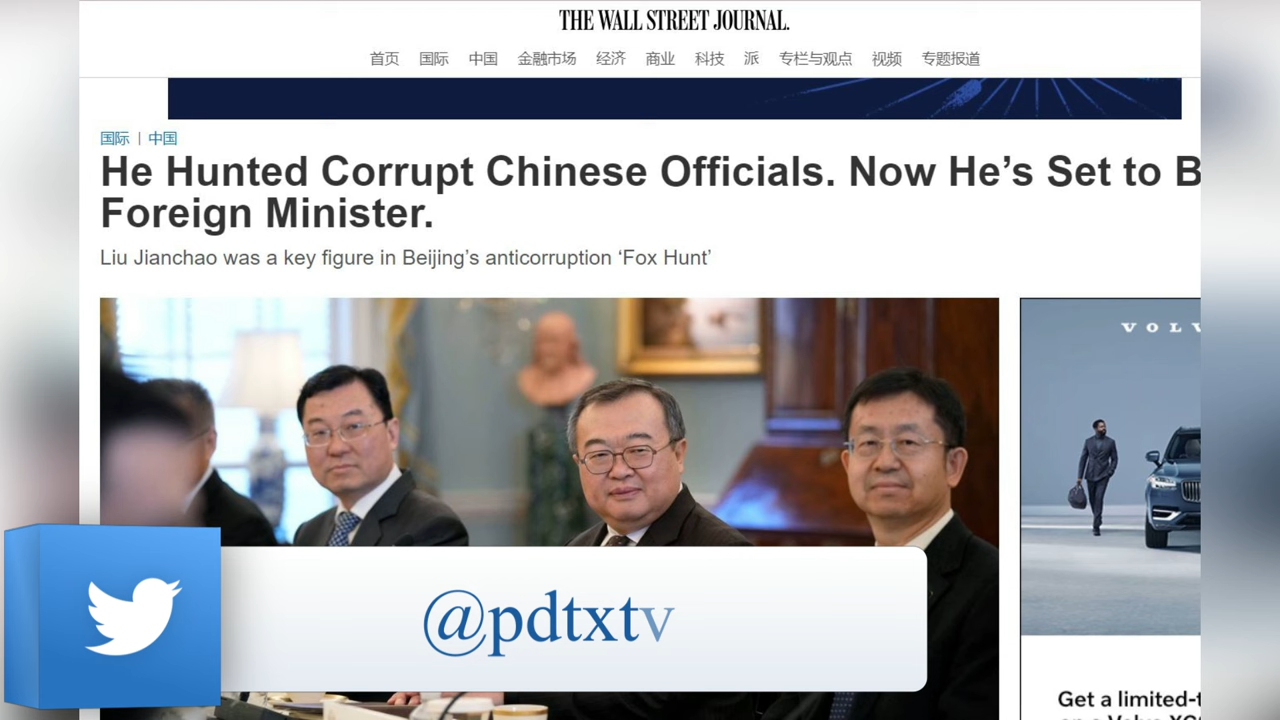 THE WALL STREET JOURNAL.
首页 国际 中国 金融市场 经济 商业 科技 派 专栏与观点 视频 专题报道
国际 | 中国
He Hunted Corrupt Chinese Officials. Now He’s Set to B
Foreign Minister.
Liu Jianchao was a key figure in Beijing’s anticorruption ‘Fox Hunt’
VOLV
@pdtxtv
Get a limited-t